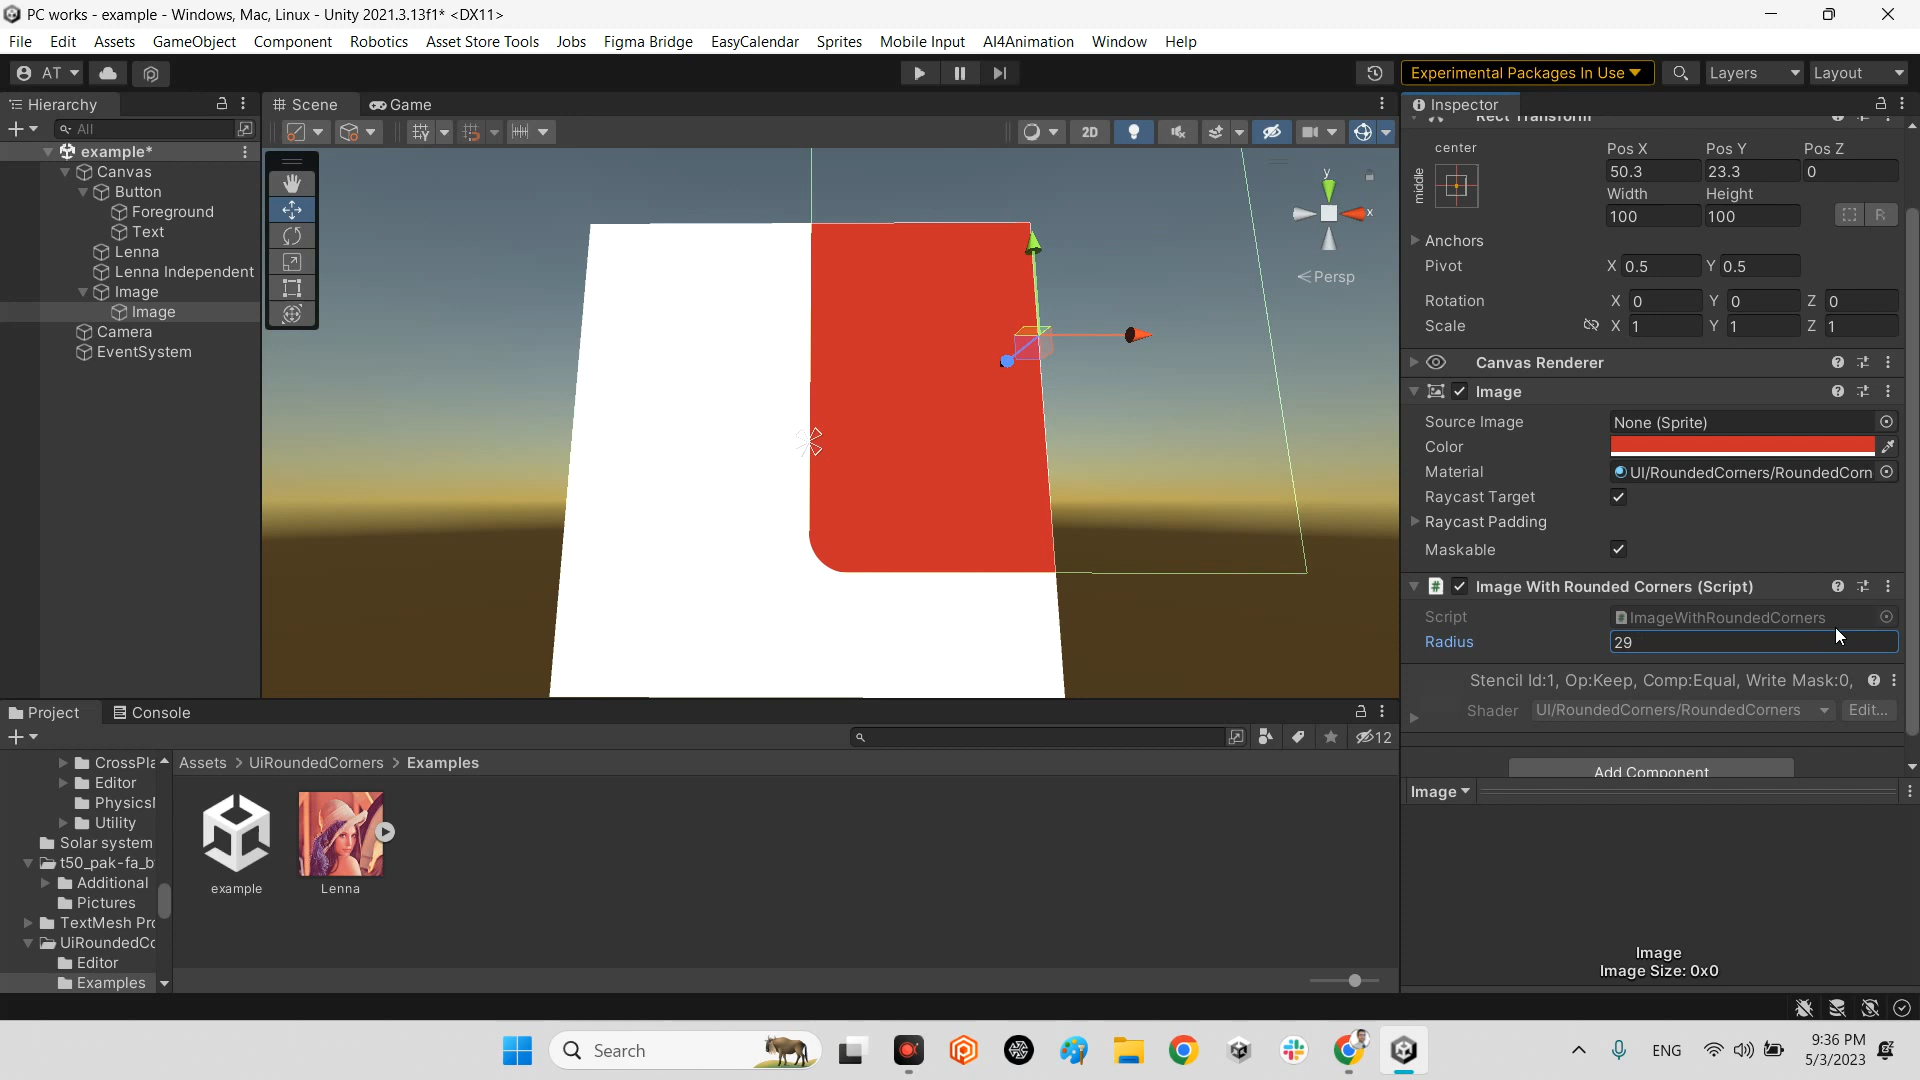 PC works - example - Windows, Mac, Linux - Unity 2021.3.13f1* <DX11>
File Edit Assets GameObject Component Robotics Asset Store Tools Jobs Figma Bridge EasyCalendar Sprites Mobile Input AI4Animation Window Help
AT
Experimental Packages In Use
Layers
Layout
Hierarchy
All
example*
Canvas
Button
Foreground
Text
Lenna
Lenna Independent
Image
Image
Camera
EventSystem
Scene
Game
2D
y
x
Persp
Inspector
Rect Transform
center
middle
Pos X Pos Y Pos Z
50.3 23.3 0
Width Height
100 100
R
Anchors
Pivot X 0.5 Y 0.5
Rotation X 0 Y 0 Z 0
Scale X 1 Y 1 Z 1
Canvas Renderer
Image
Source Image None (Sprite)
Color
Material UI/RoundedCorners/RoundedCorn
Raycast Target
Raycast Padding
Maskable
# Image With Rounded Corners (Script)
Script ImageWithRoundedCorners
Radius 29
Stencil Id:1, Op:Keep, Comp:Equal, Write Mask:0,
Shader UI/RoundedCorners/RoundedCorners Edit...
Add Component
Image
Image
Image Size: 0x0
Project
Console
12
CrossPla
Editor
Physics
Utility
Solar system
t50_pak-fa_b
Additional
Pictures
TextMesh Pro
UiRoundedCo
Editor
Examples
Assets > UiRoundedCorners > Examples
example
Lenna
Search
ENG
9:36 PM
5/3/2023